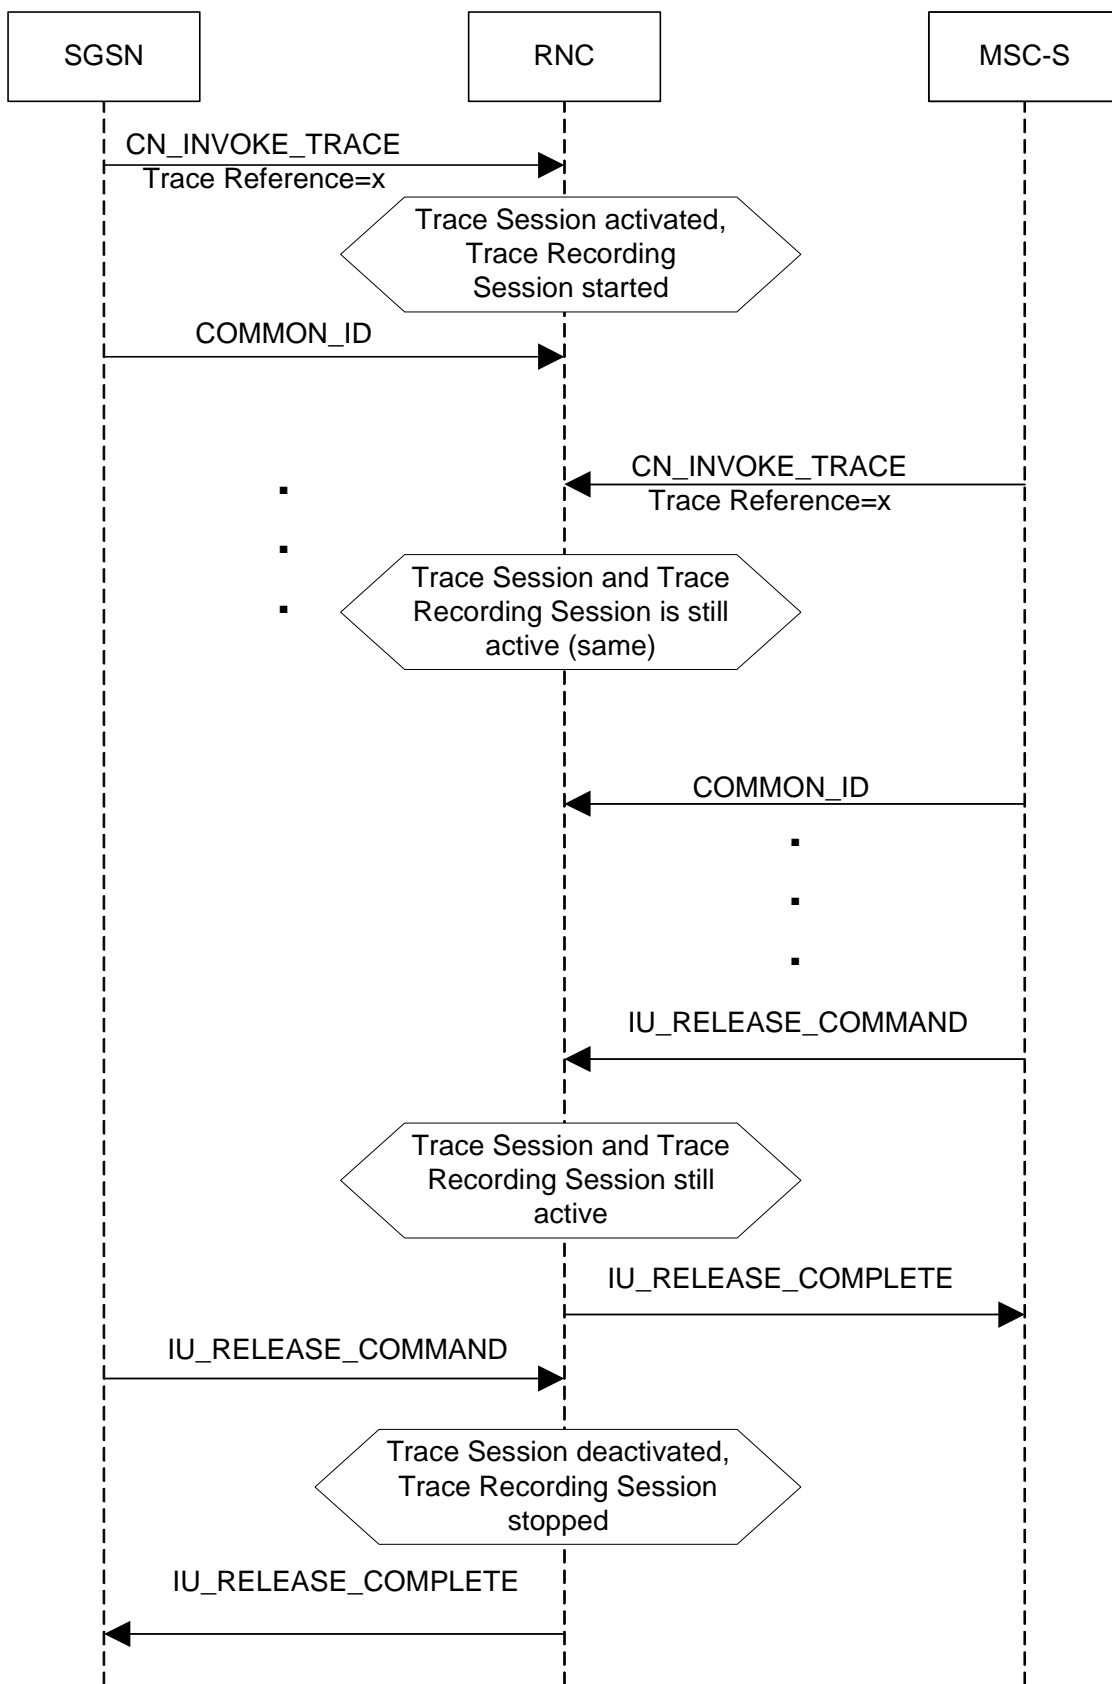 SGSN
RNC
MSC-S
CN_INVOKE_TRACE
Trace Reference=x
Trace Session activated,
Trace Recording
Session started
COMMON_ID
CN_INVOKE_TRACE
Trace Reference=x
Trace Session and Trace
Recording Session is still
active (same)
COMMON_ID
IU_RELEASE_COMMAND
Trace Session and Trace
Recording Session still
active
IU_RELEASE_COMPLETE
IU_RELEASE_COMMAND
Trace Session deactivated,
Trace Recording Session
stopped
IU_RELEASE_COMPLETE